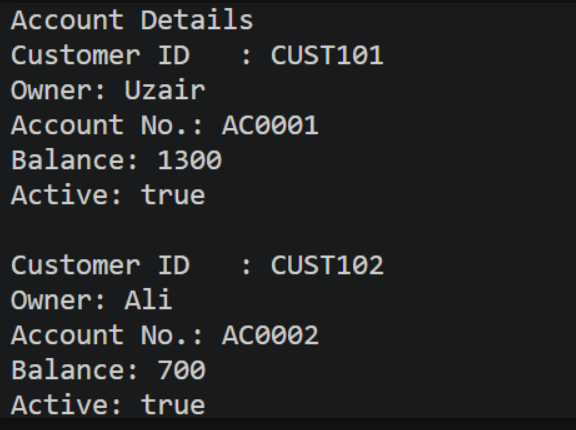 Account Details
Customer ID   : CUST101
Owner: Uzair
Account No.: AC0001
Balance: 1300
Active: true

Customer ID   : CUST102
Owner: Ali
Account No.: AC0002
Balance: 700
Active: true